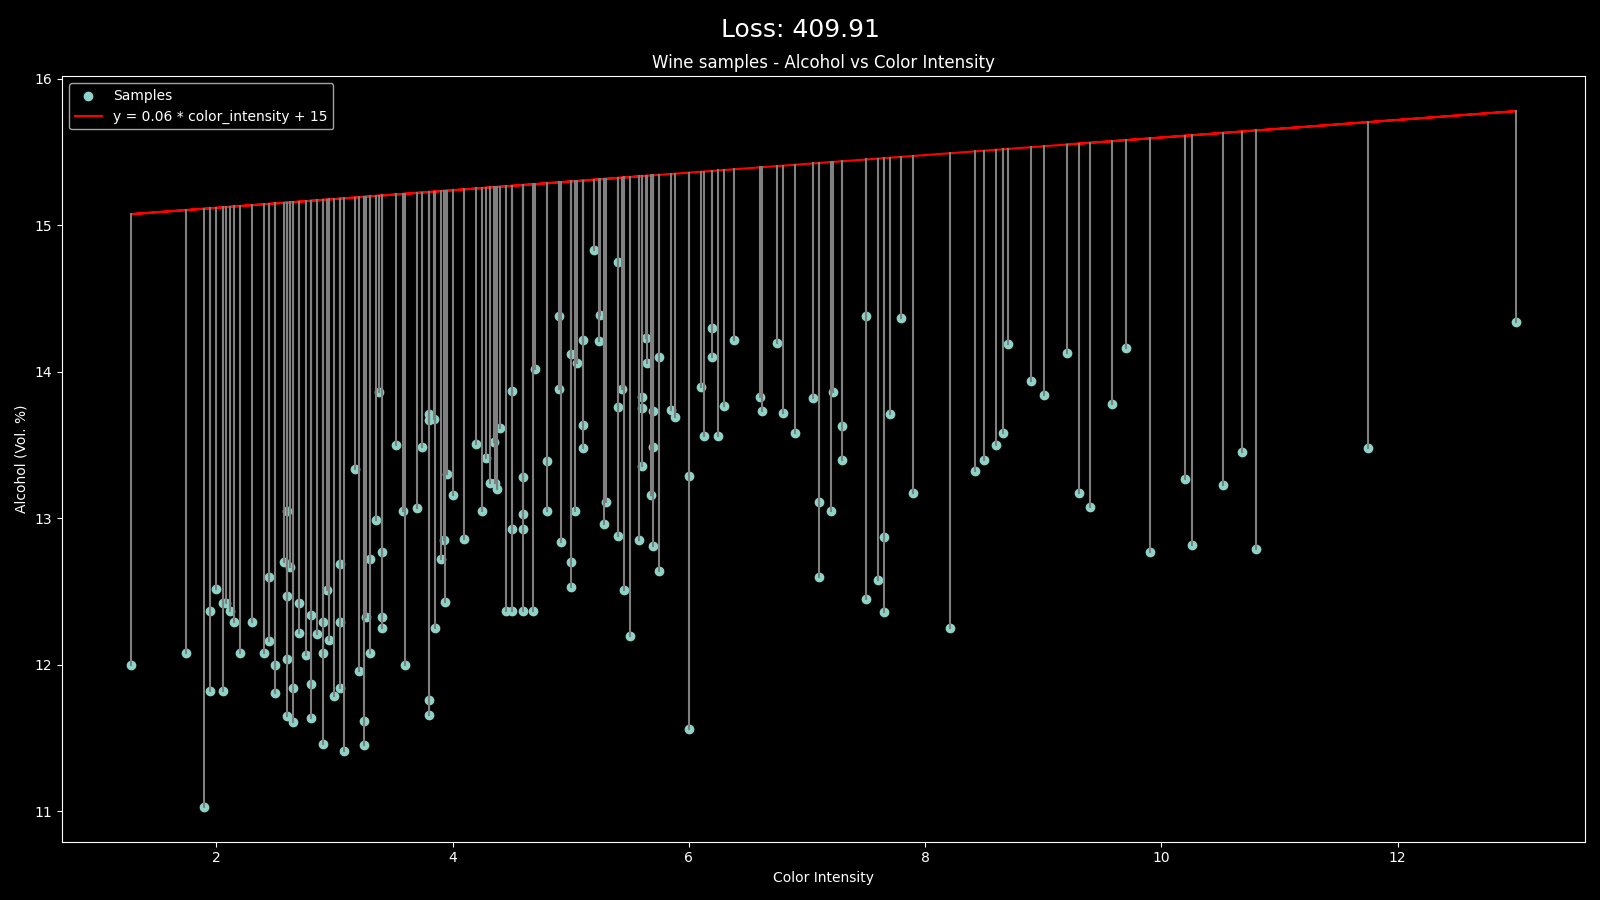 Loss: 409.91
Wine samples - Alcohol vs Color Intensity
Samples
y = 0.06 * color_intensity + 15
Alcohol (Vol. %)
16
15
14
13
12
11
2 4 6 8 10 12
Color Intensity